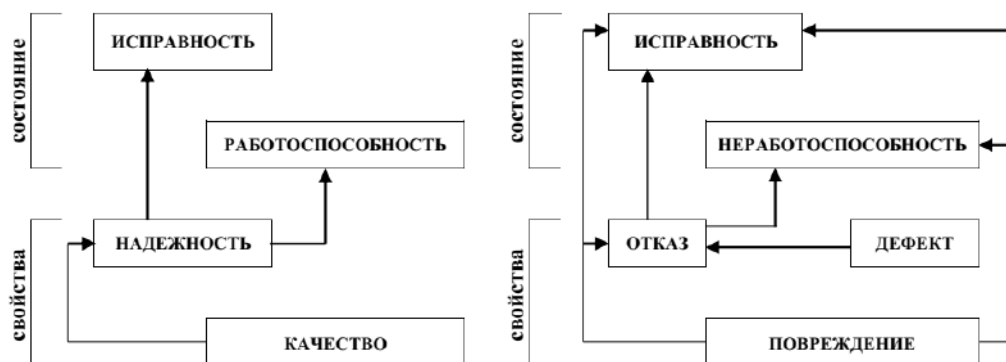 состояние
ИСПРАВНОСТЬ
РАБОТОСПОСОБНОСТЬ
свойства
НАДЕЖНОСТЬ
КАЧЕСТВО
состояние
ИСПРАВНОСТЬ
НЕРАБОТОСПОСОБНОСТЬ
свойства
ОТКАЗ
ДЕФЕКТ
ПОВРЕЖДЕНИЕ